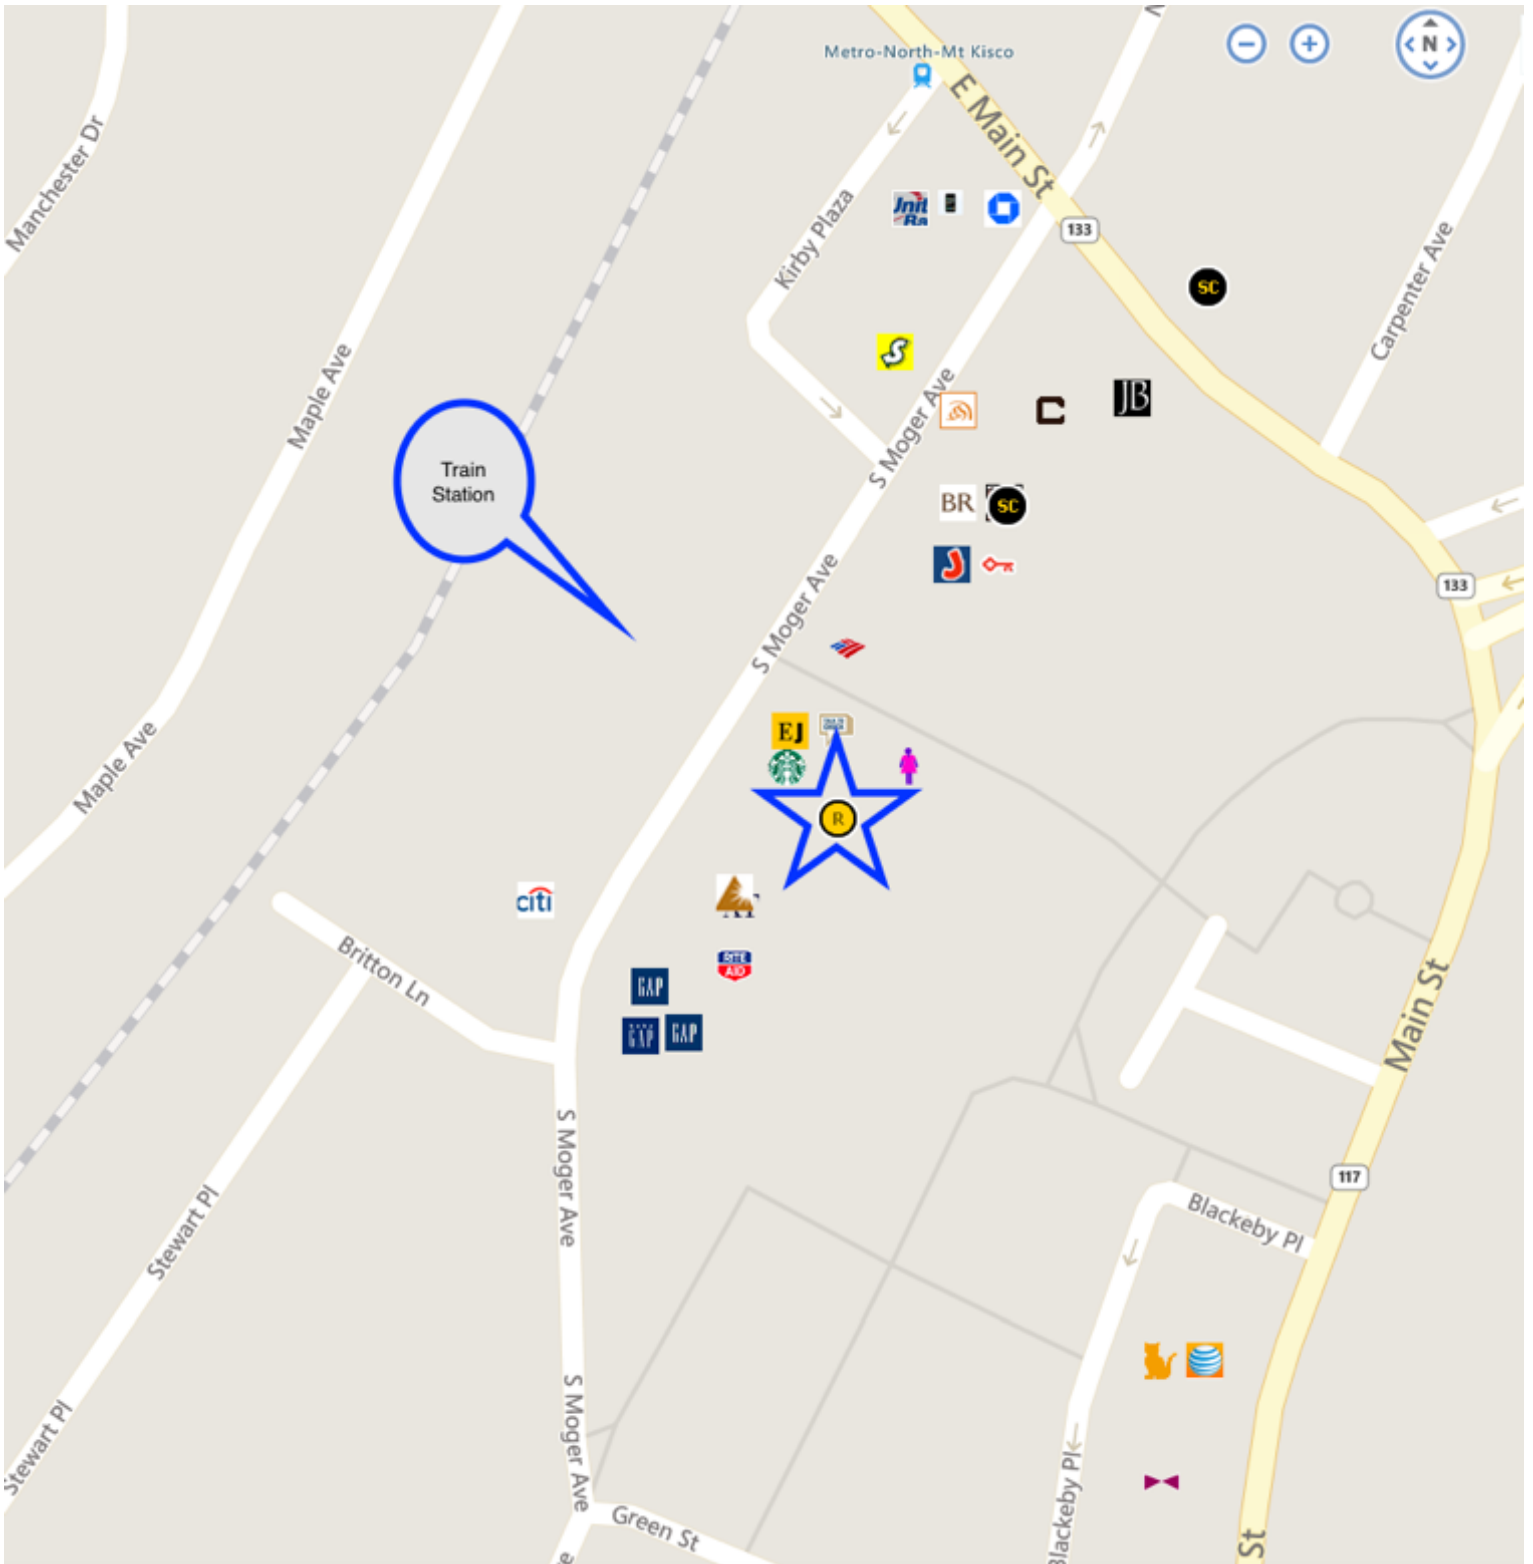 Metro-North-Mt Kisco
N
E Main St
Manchester Dr
Kirby Plaza
133
Carpenter Ave
SC
Maple Ave
S Moger Ave
JB
Train
Station
BR
SC
133
S Moger Ave
EJ
Maple Ave
R
citi
Britton Ln
RITE
AID
GAP
GAP
GAP
Main St
S Moger Ave
117
Stewart Pl
Blackeby Pl
S Moger Ave
Stewart Pl
Blackeby Pl
Green St
St